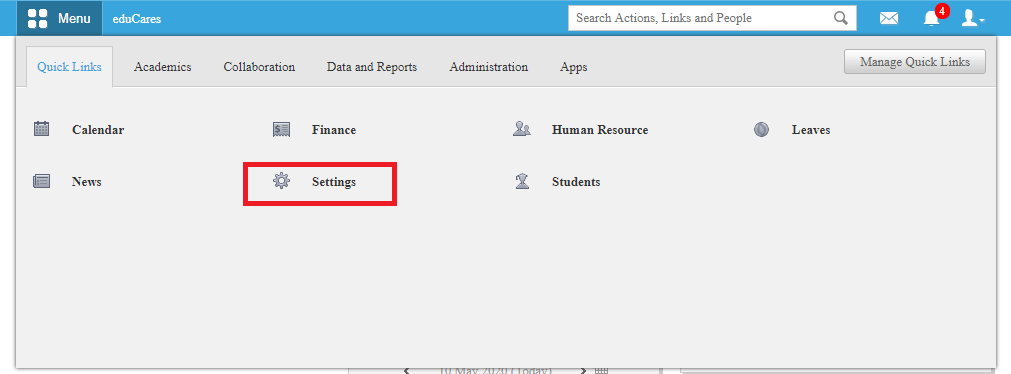 Menu eduCares Search Actions, Links and People 4
Quick Links Academics Collaboration Data and Reports Administration Apps Manage Quick Links
Calendar Finance Human Resource Leaves
News Settings Students
10 May 2020 (Today)